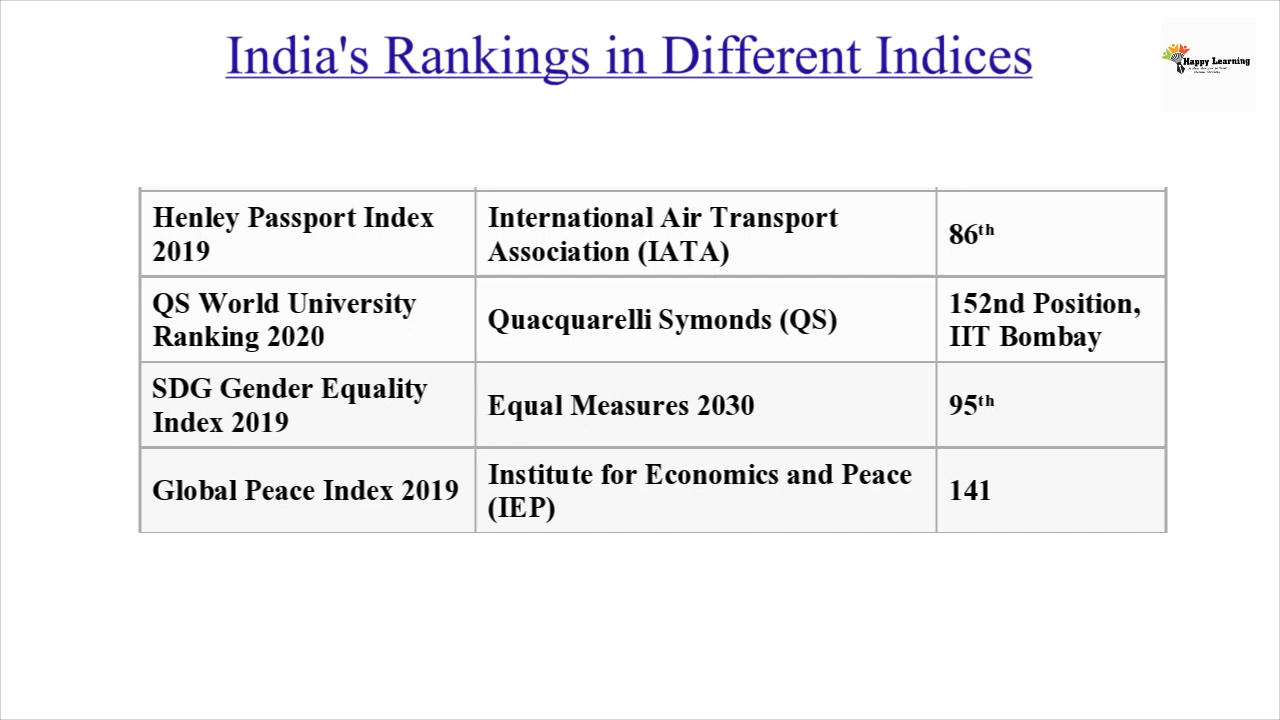 India's Rankings in Different Indices
Happy Learning
Henley Passport Index
2019
International Air Transport
Association (IATA)
86th
QS World University
Ranking 2020
Quacquarelli Symonds (QS)
152nd Position,
IIT Bombay
SDG Gender Equality
Index 2019
Equal Measures 2030
95th
Global Peace Index 2019
Institute for Economics and Peace
(IEP)
141